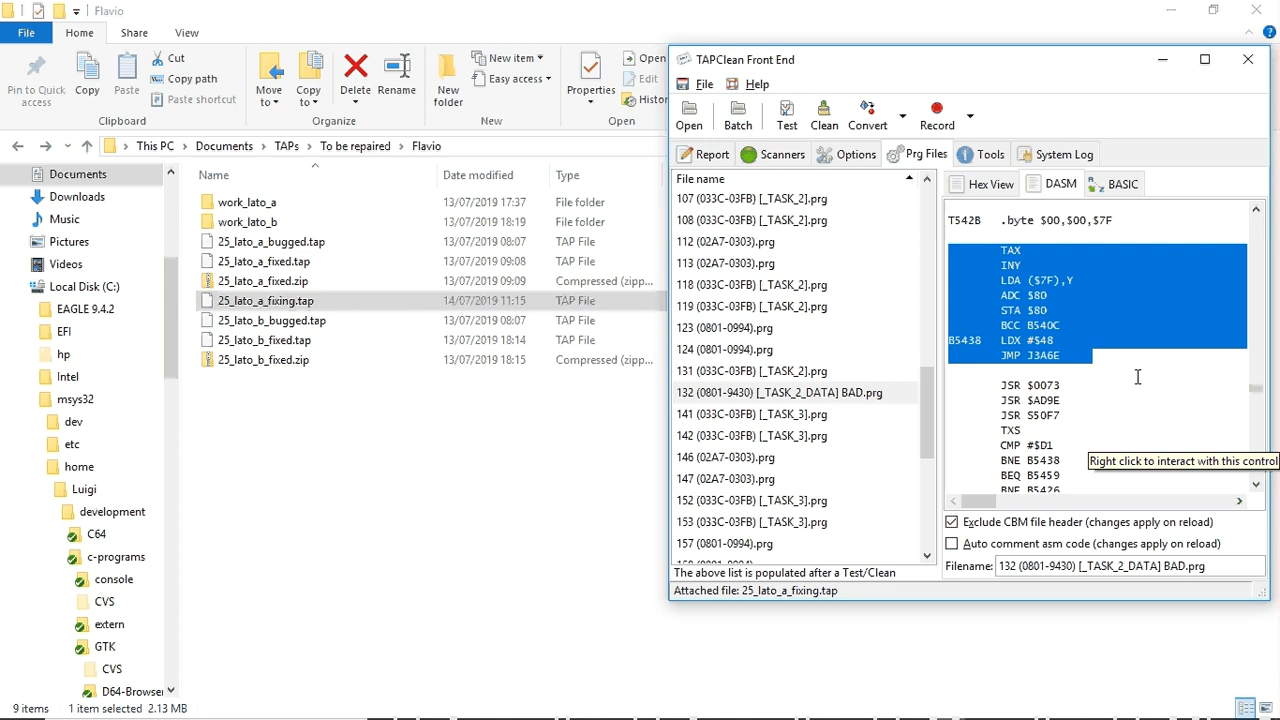 Flavio
File
Home
Share
View
Pin to Quick access
Copy
Paste
Cut
Copy path
Paste shortcut
Clipboard
Move to
Copy to
Delete
Rename
Organize
New folder
New item
Easy access
New
Properties
Open
Edit
Histor
Open
This PC
Documents
TAPs
To be repaired
Flavio
Documents
Downloads
Music
Pictures
Videos
Local Disk (C:)
EAGLE 9.4.2
EFI
hp
Intel
msys32
dev
etc
home
Luigi
development
C64
c-programs
console
CVS
extern
GTK
CVS
D64-Browser
Name
Date modified
Type
work_lato_a 13/07/2019 17:37 File folder
work_lato_b 13/07/2019 18:19 File folder
25_lato_a_bugged.tap 13/07/2019 08:07 TAP File
25_lato_a_fixed.tap 13/07/2019 09:08 TAP File
25_lato_a_fixed.zip 13/07/2019 09:09 Compressed (zipp...
25_lato_a_fixing.tap 14/07/2019 11:15 TAP File
25_lato_b_bugged.tap 13/07/2019 08:07 TAP File
25_lato_b_fixed.tap 13/07/2019 18:14 TAP File
25_lato_b_fixed.zip 13/07/2019 18:15 Compressed (zipp...
9 items
1 item selected 2.13 MB
TAPClean Front End
File
Help
Open
Batch
Test
Clean
Convert
Record
Report
Scanners
Options
Prg Files
Tools
System Log
File name
107 (033C-03FB) [_TASK_2].prg
108 (033C-03FB) [_TASK_2].prg
112 (02A7-0303).prg
113 (02A7-0303).prg
118 (033C-03FB) [_TASK_2].prg
119 (033C-03FB) [_TASK_2].prg
123 (0801-0994).prg
124 (0801-0994).prg
131 (033C-03FB) [_TASK_2].prg
132 (0801-9430) [_TASK_2_DATA] BAD.prg
141 (033C-03FB) [_TASK_3].prg
142 (033C-03FB) [_TASK_3].prg
146 (02A7-0303).prg
147 (02A7-0303).prg
152 (033C-03FB) [_TASK_3].prg
153 (033C-03FB) [_TASK_3].prg
157 (0801-0994).prg
The above list is populated after a Test/Clean
Hex View
DASM
BASIC
T542B .byte $00,$00,$7F
TAX
INY
LDA ($7F),Y
ADC $80
STA $80
BCC B540C
B5438 LDX #$48
JMP J3A6E
JSR $0073
JSR $AD9E
JSR S50F7
TXS
CMP #$D1
BNE B5438
BEQ B5459
BNE B5426
Right click to interact with this control
Exclude CBM file header (changes apply on reload)
Auto comment asm code (changes apply on reload)
Filename: 132 (0801-9430) [_TASK_2_DATA] BAD.prg
Attached file: 25_lato_a_fixing.tap